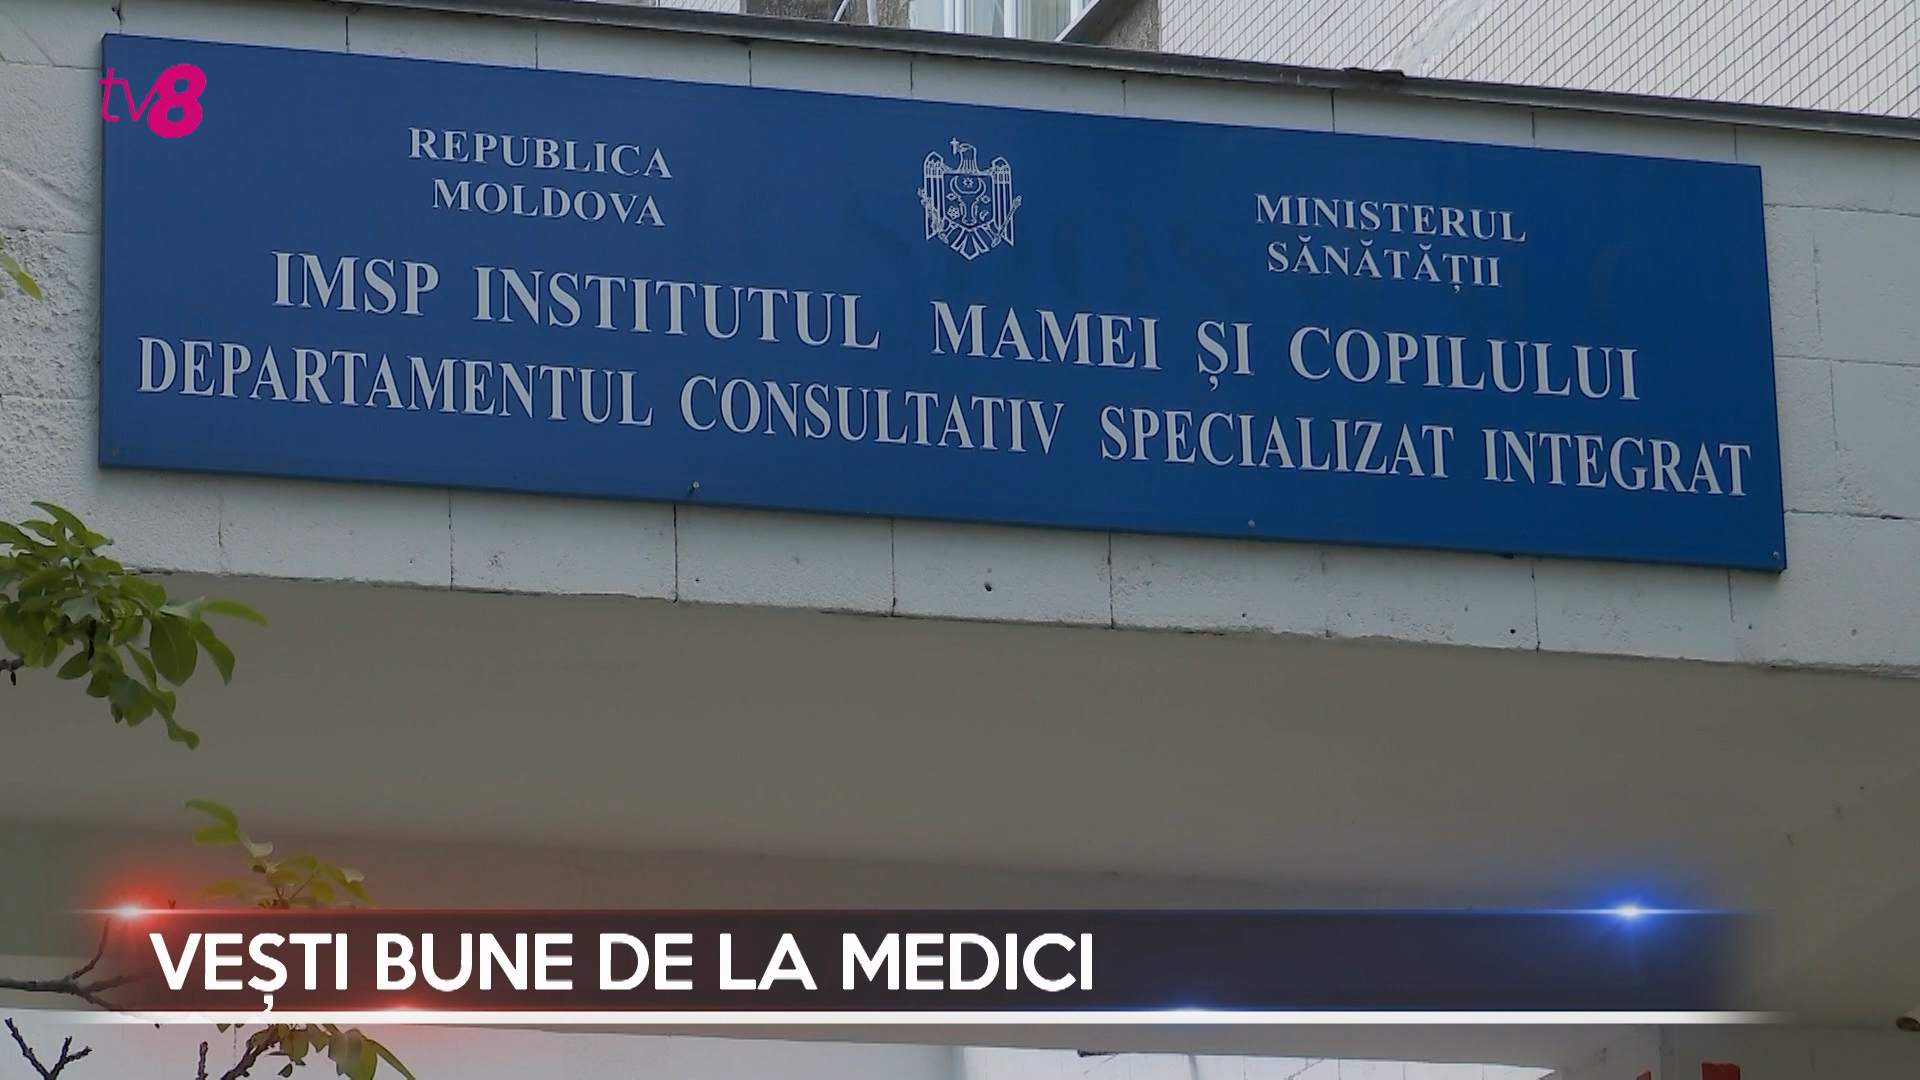 tv8
REPUBLICA
MOLDOVA
MINISTERUL
SĂNĂTĂȚII
IMSP INSTITUTUL MAMEI ȘI COPILULUI
DEPARTAMENTUL CONSULTATIV SPECIALIZAT INTEGRAT
VEȘTI BUNE DE LA MEDICI